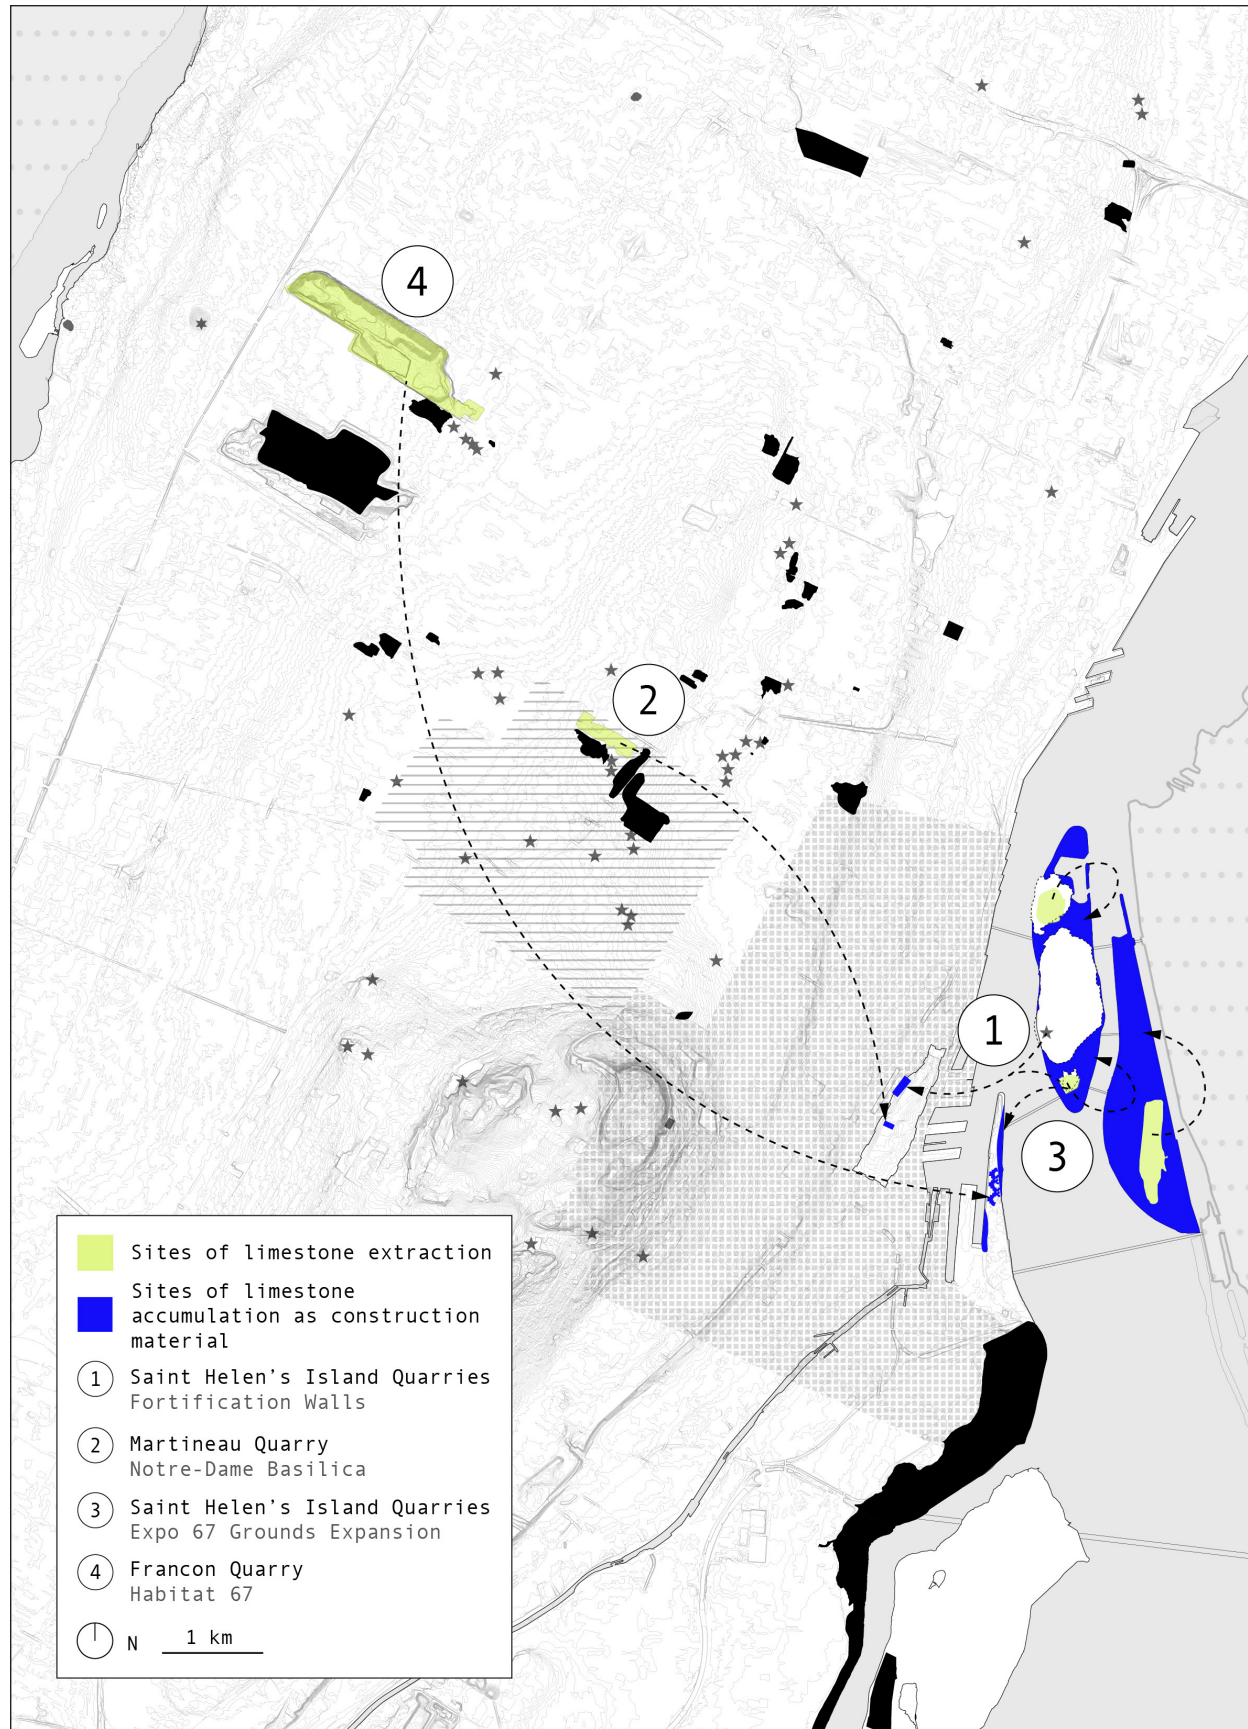 4
2
1
3
Sites of limestone extraction
Sites of limestone
accumulation as construction
material
1 Saint Helen's Island Quarries
Fortification Walls
2 Martineau Quarry
Notre-Dame Basilica
3 Saint Helen's Island Quarries
Expo 67 Grounds Expansion
4 Francon Quarry
Habitat 67
N 1 km